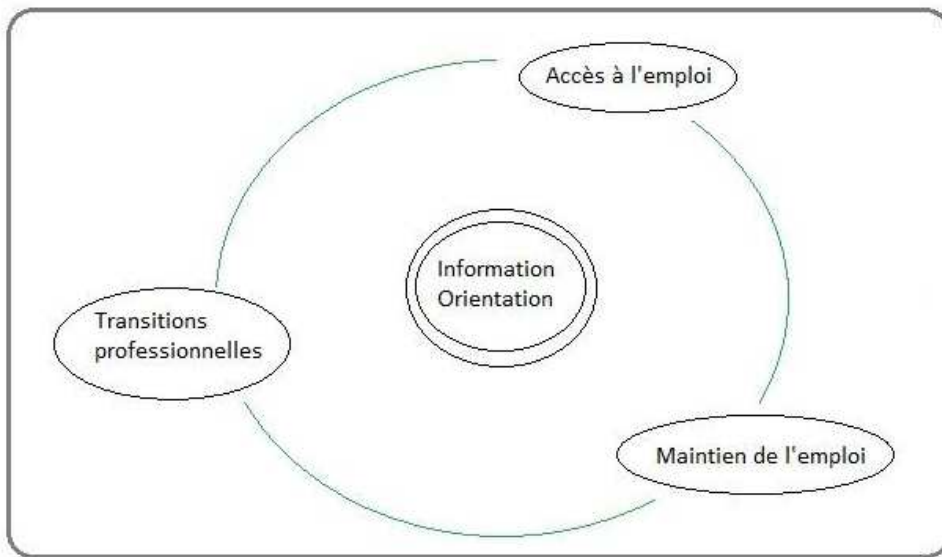 Accès à l'emploi
Information
Orientation
Transitions
professionnelles
Maintien de l'emploi